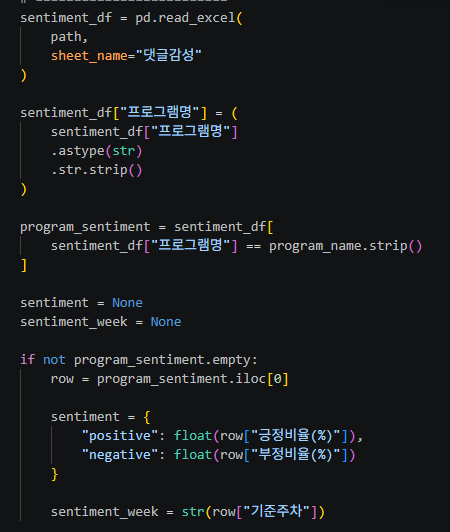 sentiment_df = pd.read_excel(
    path,
    sheet_name="댓글감성"
)
sentiment_df["프로그램명"] = (
    sentiment_df["프로그램명"]
    .astype(str)
    .str.strip()
)
program_sentiment = sentiment_df[
    sentiment_df["프로그램명"] == program_name.strip()
]
sentiment = None
sentiment_week = None
if not program_sentiment.empty:
    row = program_sentiment.iloc[0]
    sentiment = {
        "positive": float(row["긍정비율(%)"]),
        "negative": float(row["부정비율(%)"])
    }
    sentiment_week = str(row["기준주차"])